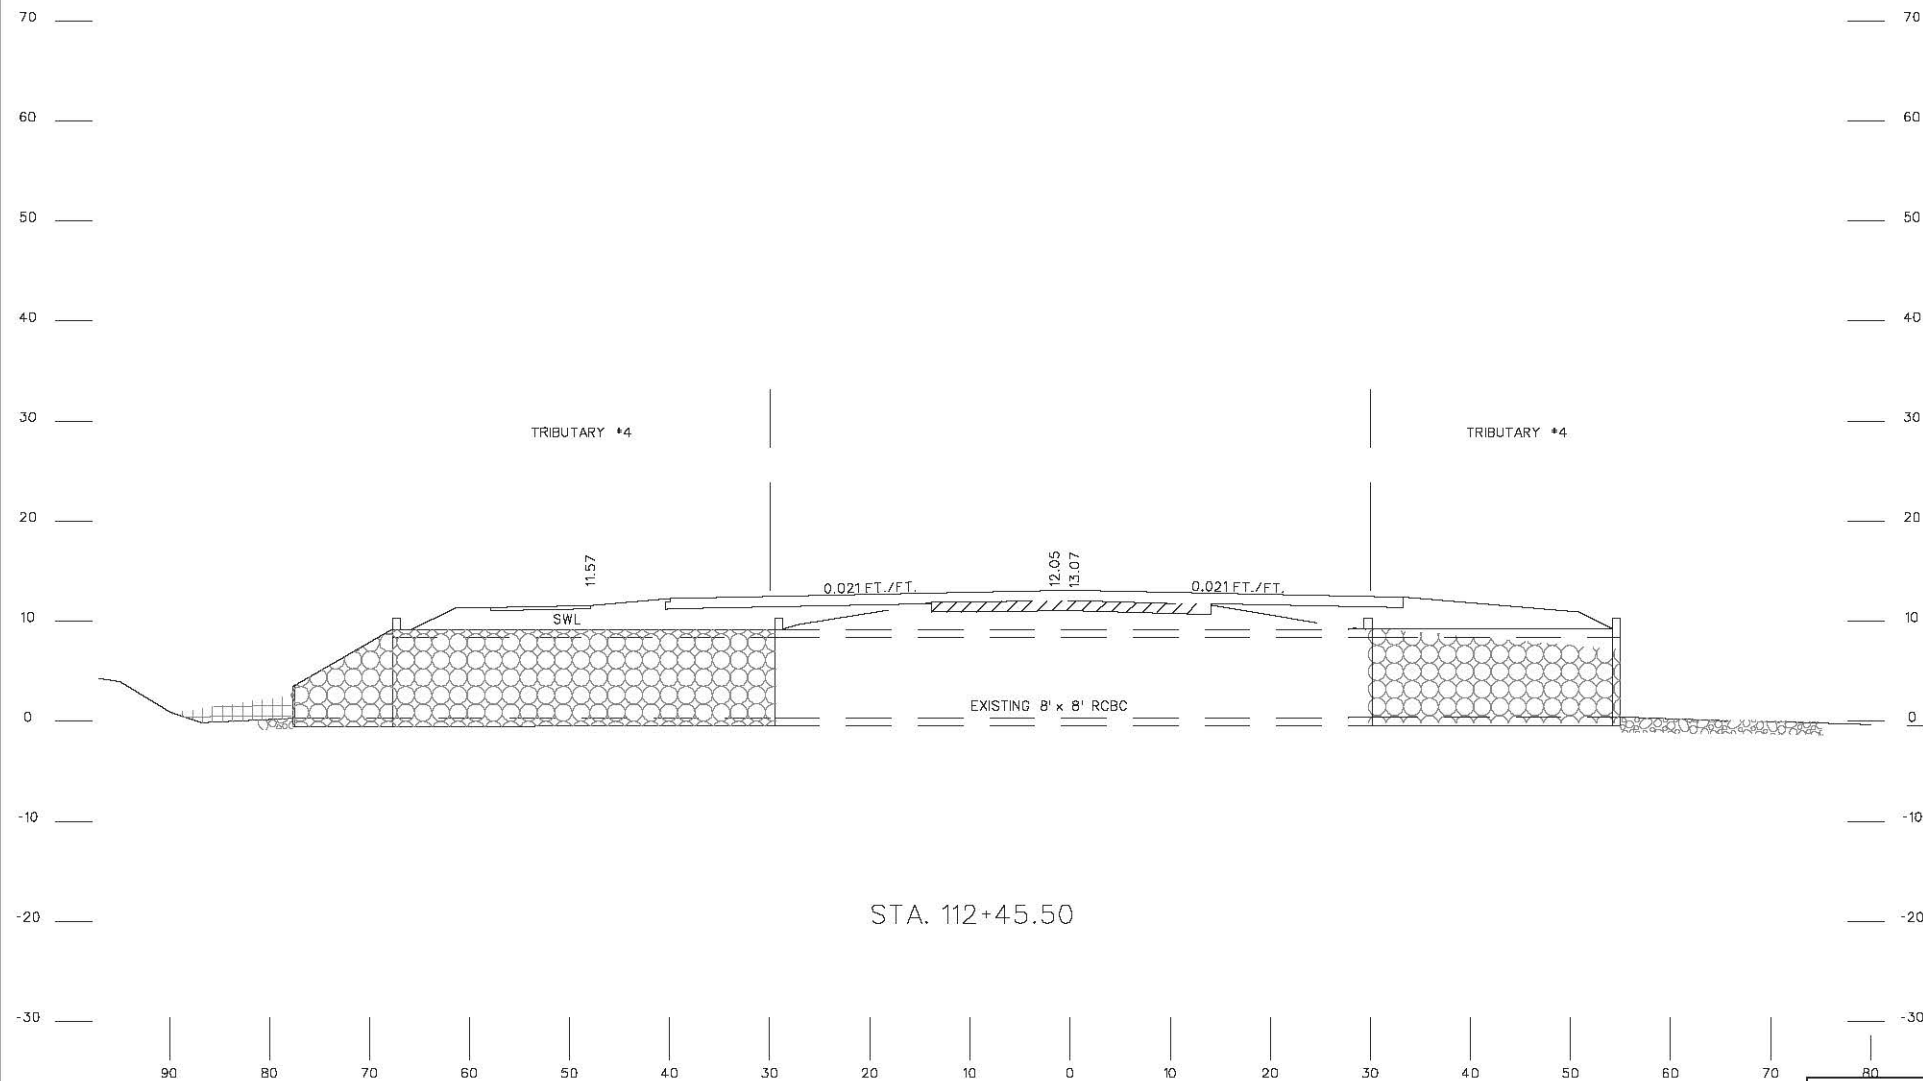 70 70
60 60
50 50
40 40
30 30
TRIBUTARY #4 TRIBUTARY #4
20 20
11.57 12.05 13.07
0.021 FT./FT. 0.021 FT./FT.
10 SWL 10
0 EXISTING 8' x 8' RCBC 0
-10 -10
-20 STA. 112+45.50 -20
-30 -30
90 80 70 60 50 40 30 20 10 0 10 20 30 40 50 60 70 80